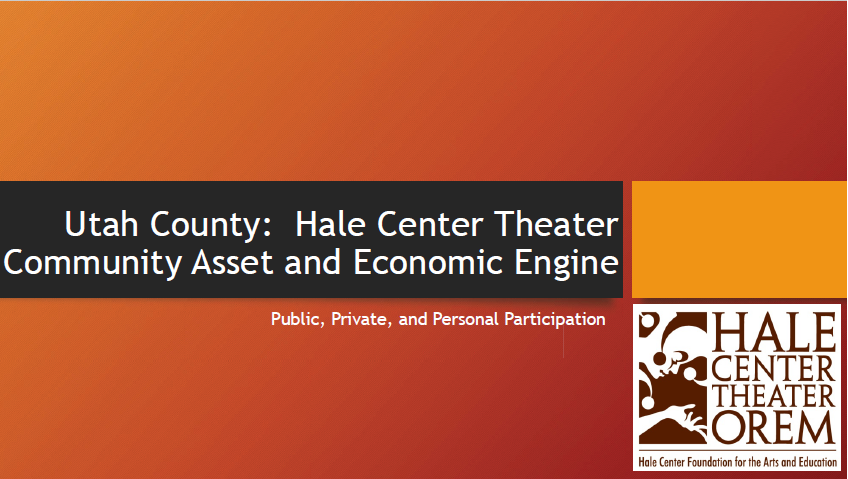 Utah County:  Hale Center Theater
Community Asset and Economic Engine
Public, Private, and Personal Participation
HALE
CENTER
THEATER
OREM
Hale Center Foundation for the Arts and Education